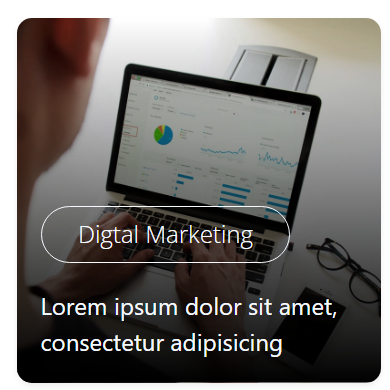 Digtal Marketing
Lorem ipsum dolor sit amet,
consectetur adipisicing